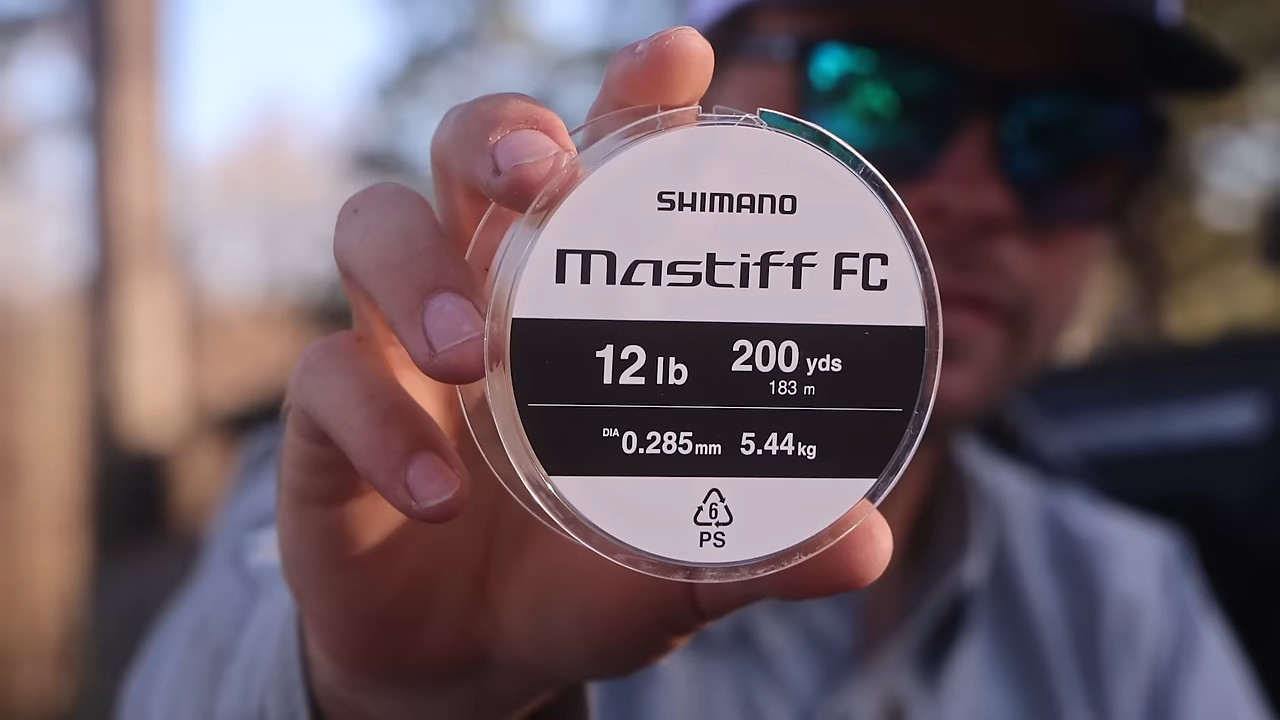 SHIMANO
Mastiff FC
12 lb 200 yds
183 m
DIA 0.285mm 5.44kg
6
PS